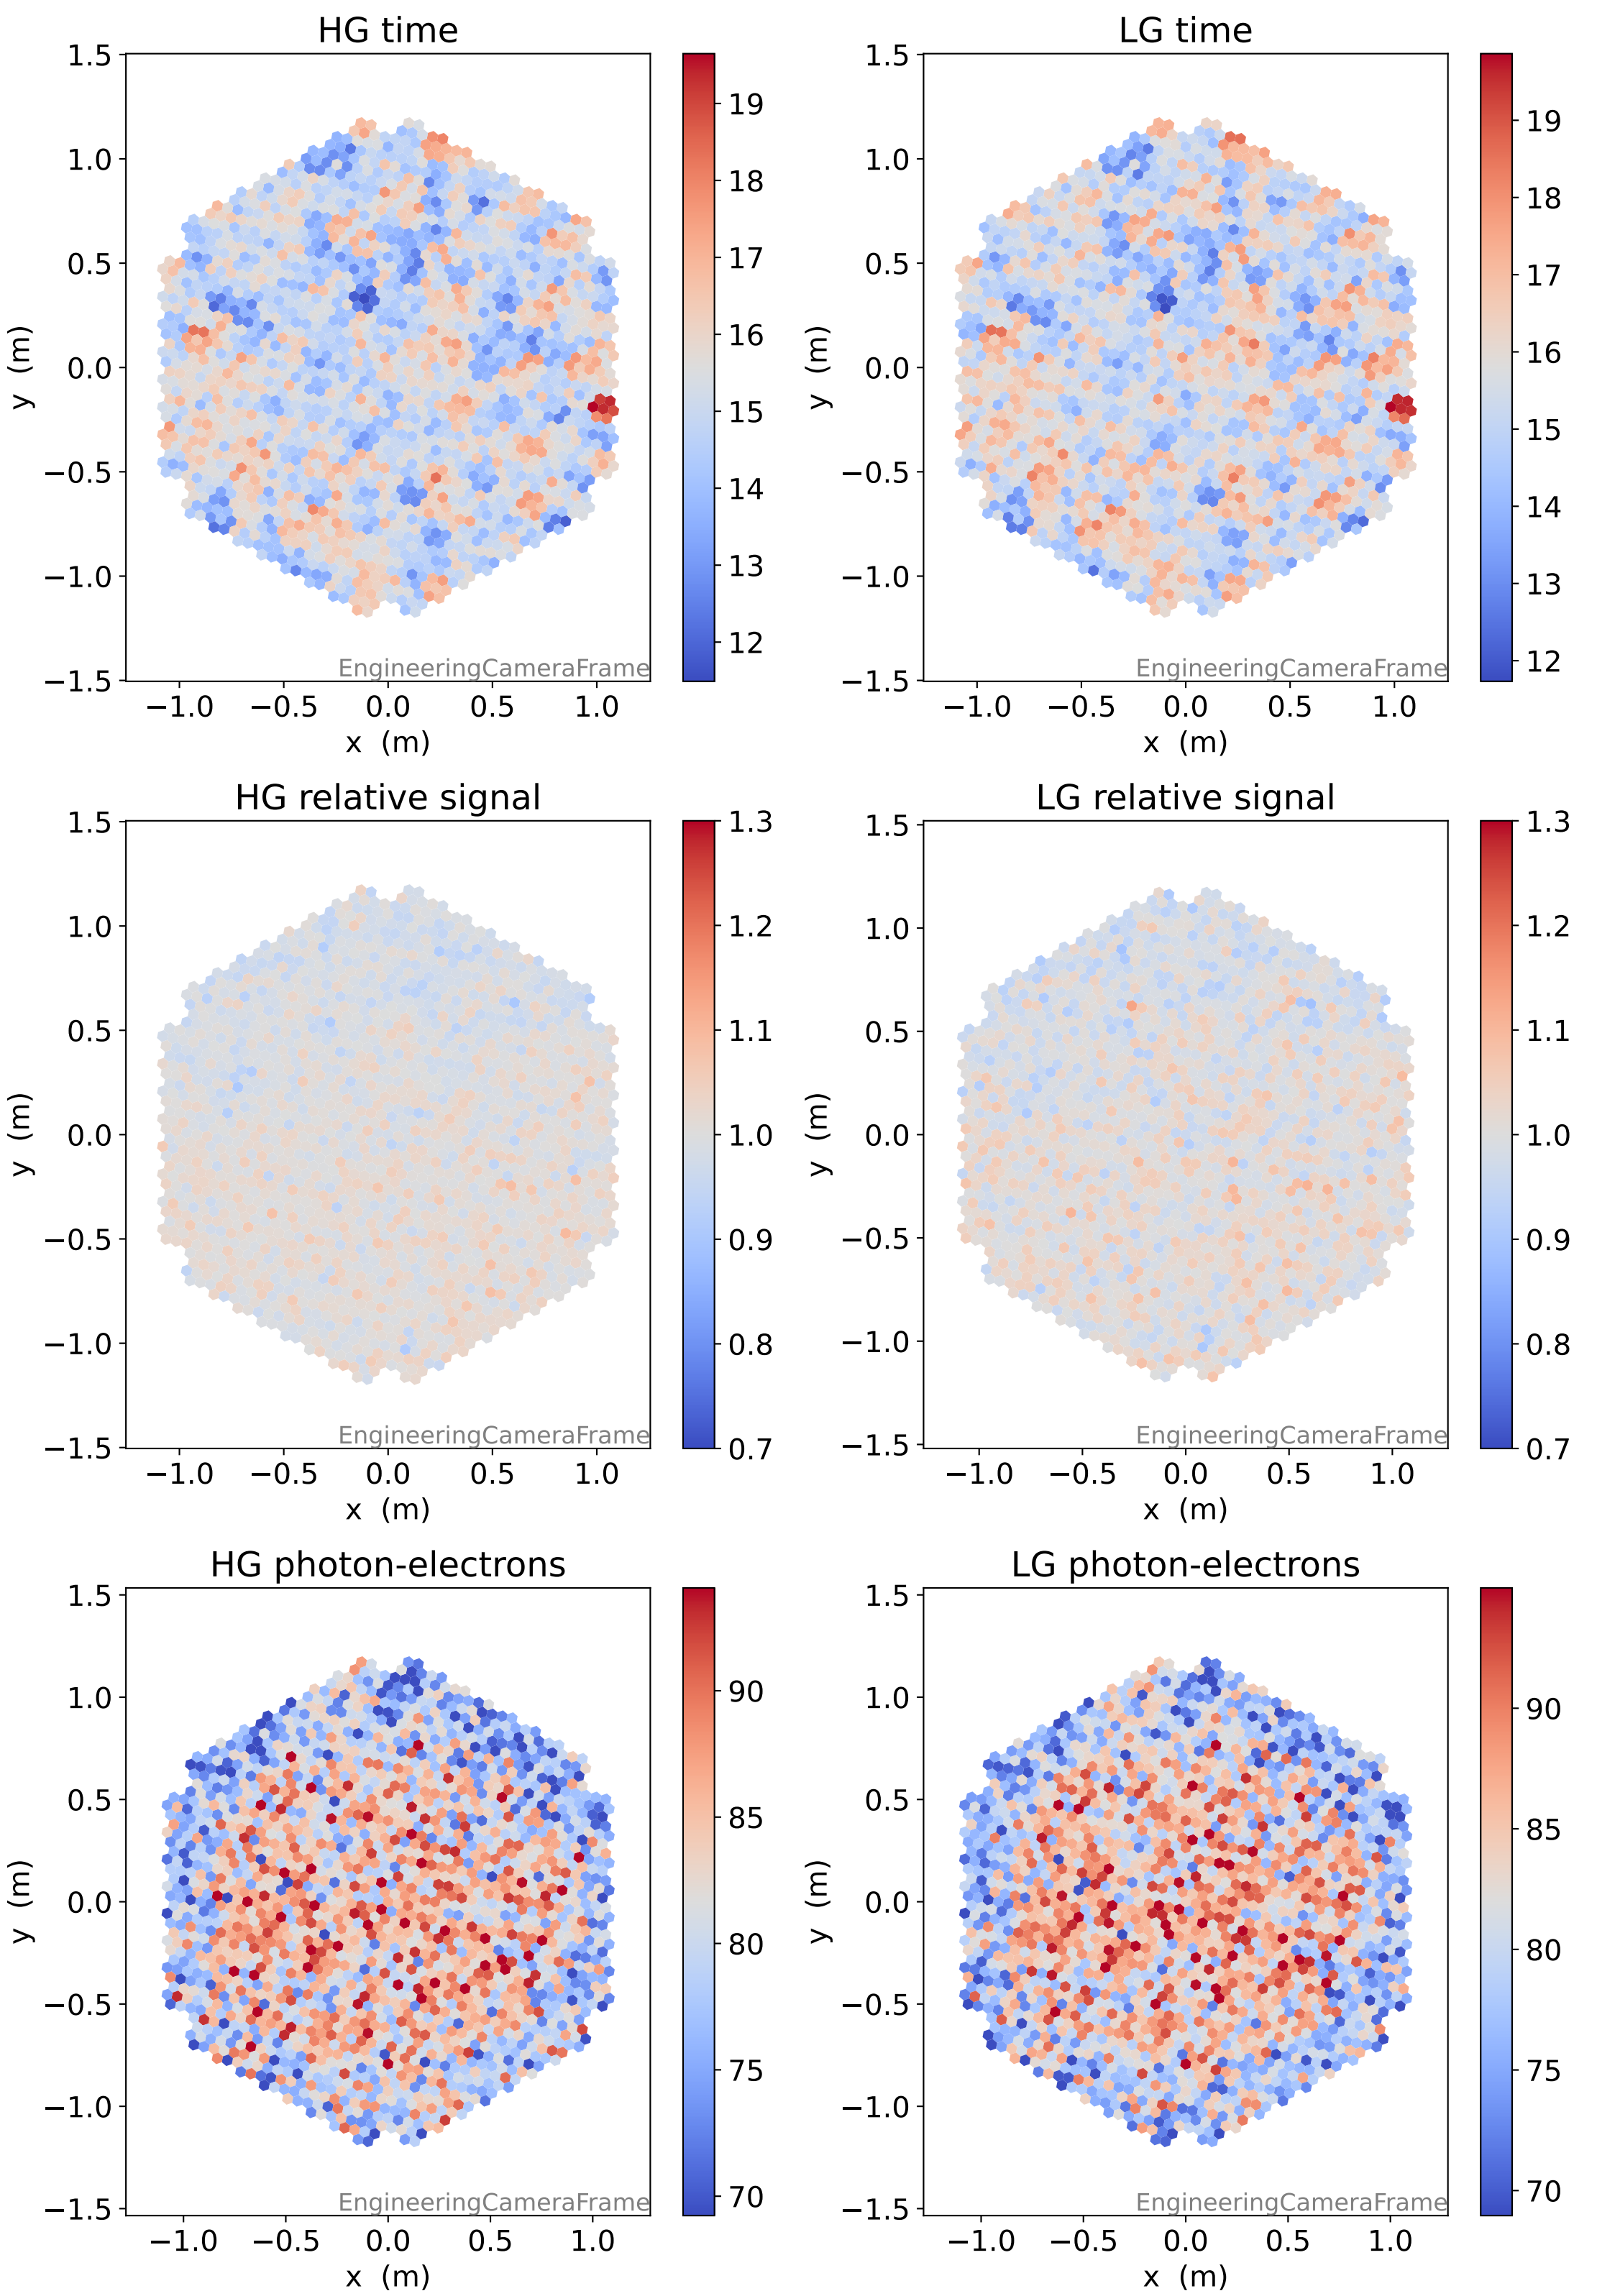 HG time
1.5
1.0
0.5
0.0
−0.5
−1.0
−1.5
y (m)
−1.0 −0.5 0.0 0.5 1.0
x (m)
EngineeringCameraFrame
19
18
17
16
15
14
13
12
LG time
1.5
1.0
0.5
0.0
−0.5
−1.0
−1.5
y (m)
−1.0 −0.5 0.0 0.5 1.0
x (m)
EngineeringCameraFrame
19
18
17
16
15
14
13
12
HG relative signal
1.5
1.0
0.5
0.0
−0.5
−1.0
−1.5
y (m)
−1.0 −0.5 0.0 0.5 1.0
x (m)
EngineeringCameraFrame
1.3
1.2
1.1
1.0
0.9
0.8
0.7
LG relative signal
1.5
1.0
0.5
0.0
−0.5
−1.0
−1.5
y (m)
−1.0 −0.5 0.0 0.5 1.0
x (m)
EngineeringCameraFrame
1.3
1.2
1.1
1.0
0.9
0.8
0.7
HG photon-electrons
1.5
1.0
0.5
0.0
−0.5
−1.0
−1.5
y (m)
−1.0 −0.5 0.0 0.5 1.0
x (m)
EngineeringCameraFrame
90
85
80
75
70
LG photon-electrons
1.5
1.0
0.5
0.0
−0.5
−1.0
−1.5
y (m)
−1.0 −0.5 0.0 0.5 1.0
x (m)
EngineeringCameraFrame
90
85
80
75
70